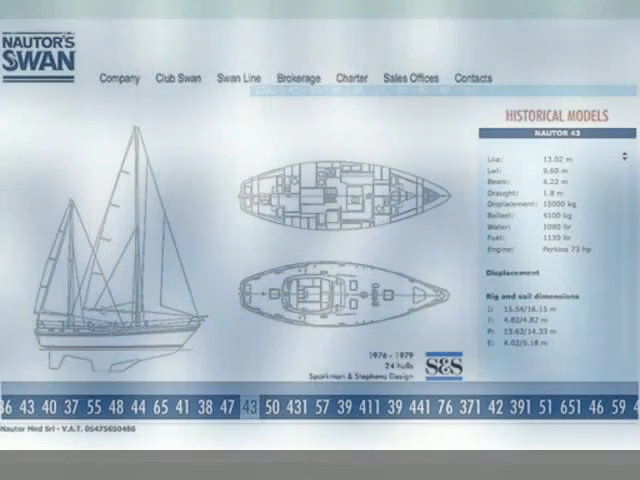 NAUTOR'S
SWAN
Company Club Swan Swan Line Brokerage Charter Sales Offices Contacts
HISTORICAL MODELS
NAUTOR 43
Loa: 13.02 m
Lwl: 9.60 m
Beam: 4.22 m
Draught: 1.8 m
Displacement: 15000 kg
Ballast: 4100 kg
Water: 1080 ltr
Fuel: 1130 ltr
Engine: Perkins 73 hp
Displacement
Rig and sail dimensions
I: 15.54/16.15 m
J: 4.82/4.82 m
P: 13.62/14.33 m
E: 4.02/5.18 m
1976 - 1979
24 hulls
Sparkman & Stephens Design
S&S
36 43 40 37 55 48 44 65 41 38 47 43 50 431 57 39 411 39 441 76 371 42 391 51 651 46 59
Nautor Med Srl - V.A.T. 05475650486